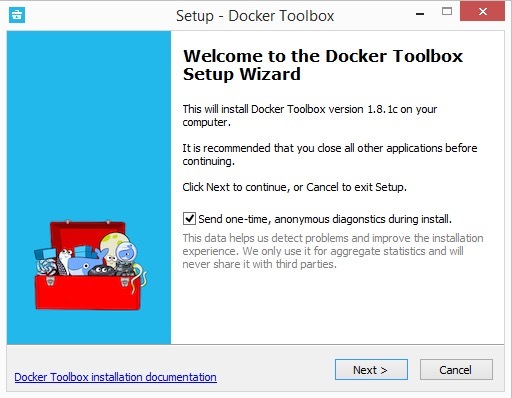 Setup - Docker Toolbox
Welcome to the Docker Toolbox
Setup Wizard
This will install Docker Toolbox version 1.8.1c on your
computer.
It is recommended that you close all other applications before
continuing.
Click Next to continue, or Cancel to exit Setup.
Send one-time, anonymous diagonstics during install.
This data helps us detect problems and improve the installation
experience. We only use it for aggregate statistics and will
never share it with third parties.
Docker Toolbox installation documentation
Next >
Cancel